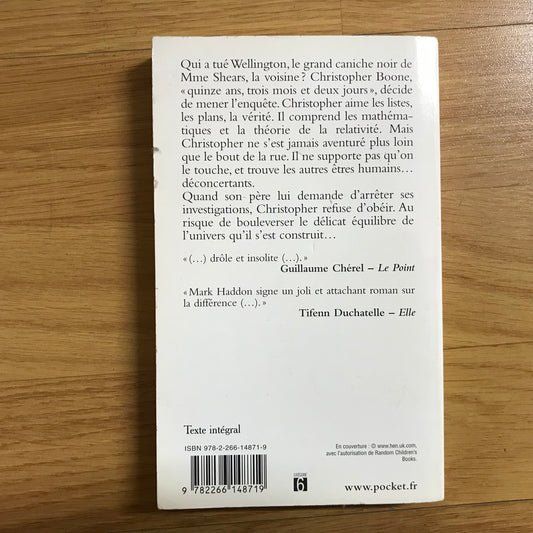 Qui a tué Wellington, le grand caniche noir de
Mme Shears, la voisine ? Christopher Boone,
« quinze ans, trois mois et deux jours », décide
de mener l'enquête. Christopher aime les listes,
les plans, la vérité. Il comprend les mathéma-
tiques et la théorie de la relativité. Mais
Christopher ne s'est jamais aventuré plus loin
que le bout de la rue. Il ne supporte pas qu'on
le touche, et trouve les autres êtres humains…
déconcertants.
Quand son père lui demande d'arrêter ses
investigations, Christopher refuse d'obéir. Au
risque de bouleverser le délicat équilibre de
l'univers qu'il s'est construit…
« (…) drôle et insolite (…). »
Guillaume Chérel – Le Point
« Mark Haddon signe un joli et attachant roman sur
la différence (…). »
Tifenn Duchatelle – Elle
Texte intégral
ISBN 978-2-266-14871-9
9 782266 148719
6
En couverture : © www.hen.uk.com,
avec l'autorisation de Random Children's
Books.
www.pocket.fr